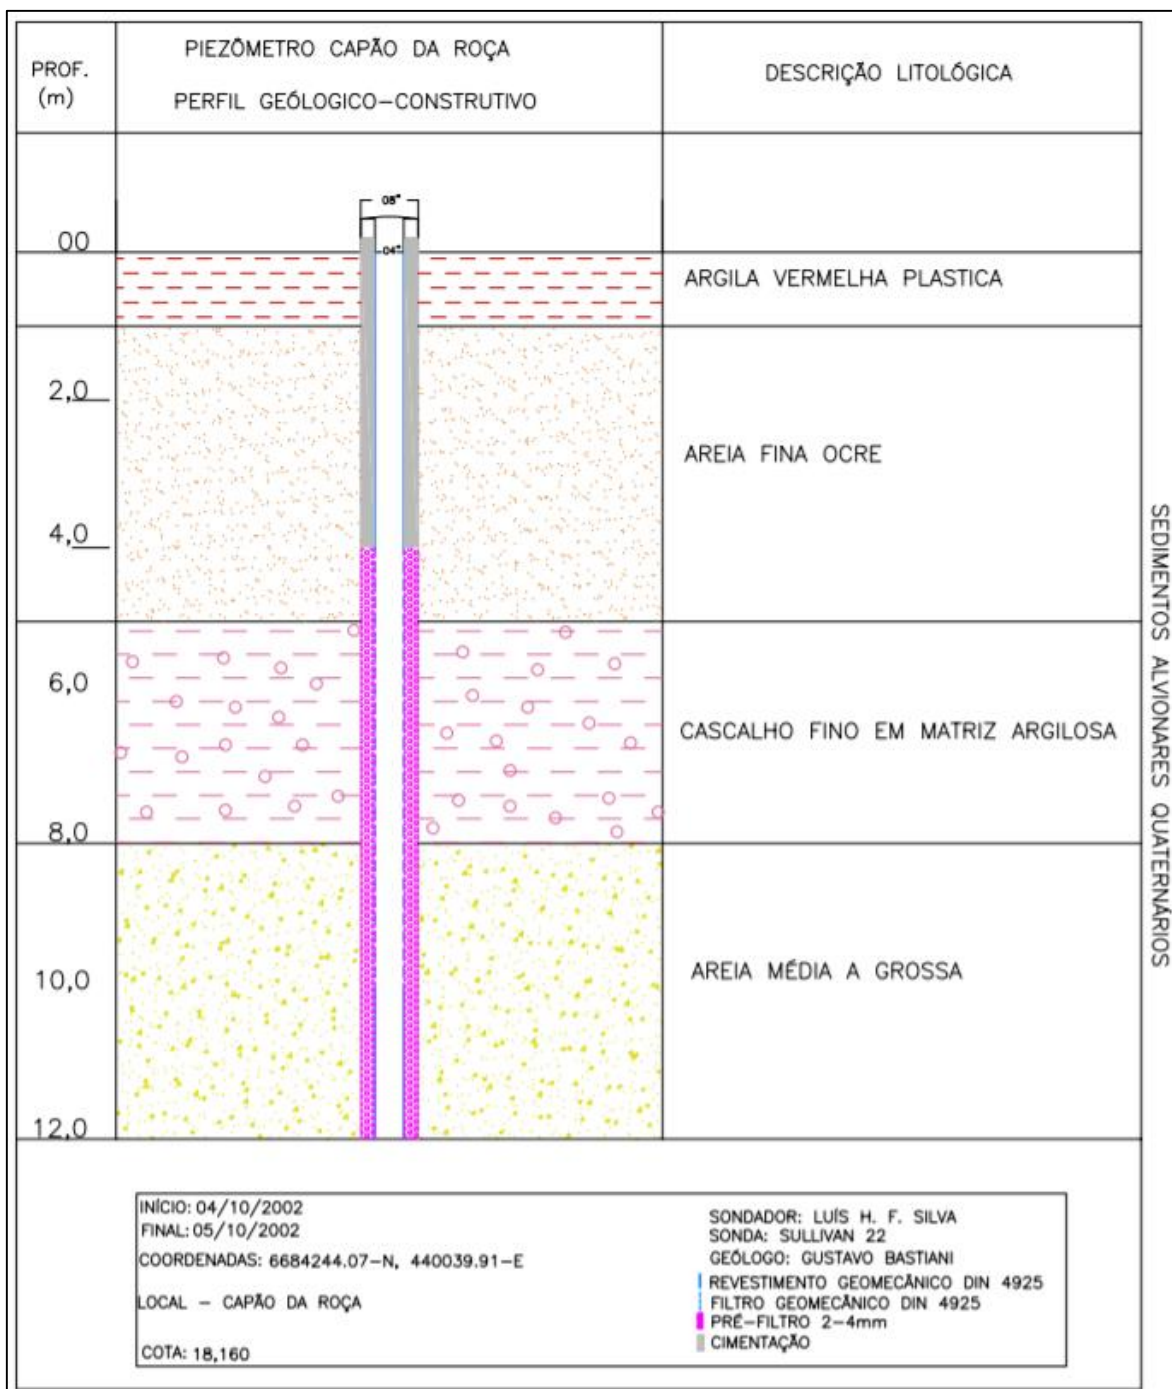 PROF.
(m)
PIEZÔMETRO CAPÃO DA ROÇA
PERFIL GEÓLOGICO-CONSTRUTIVO
DESCRIÇÃO LITOLÓGICA
08"
04"
00
ARGILA VERMELHA PLASTICA
2,0
AREIA FINA OCRE
4,0
6,0
CASCALHO FINO EM MATRIZ ARGILOSA
8,0
10,0
AREIA MÉDIA A GROSSA
12,0
SEDIMENTOS ALVIONARES QUATERNÁRIOS
INÍCIO: 04/10/2002
FINAL: 05/10/2002
COORDENADAS: 6684244.07-N, 440039.91-E
LOCAL - CAPÃO DA ROÇA
COTA: 18,160
SONDADOR: LUÍS H. F. SILVA
SONDA: SULLIVAN 22
GEÓLOGO: GUSTAVO BASTIANI
REVESTIMENTO GEOMECÂNICO DIN 4925
FILTRO GEOMECÂNICO DIN 4925
PRÉ-FILTRO 2-4mm
CIMENTAÇÃO